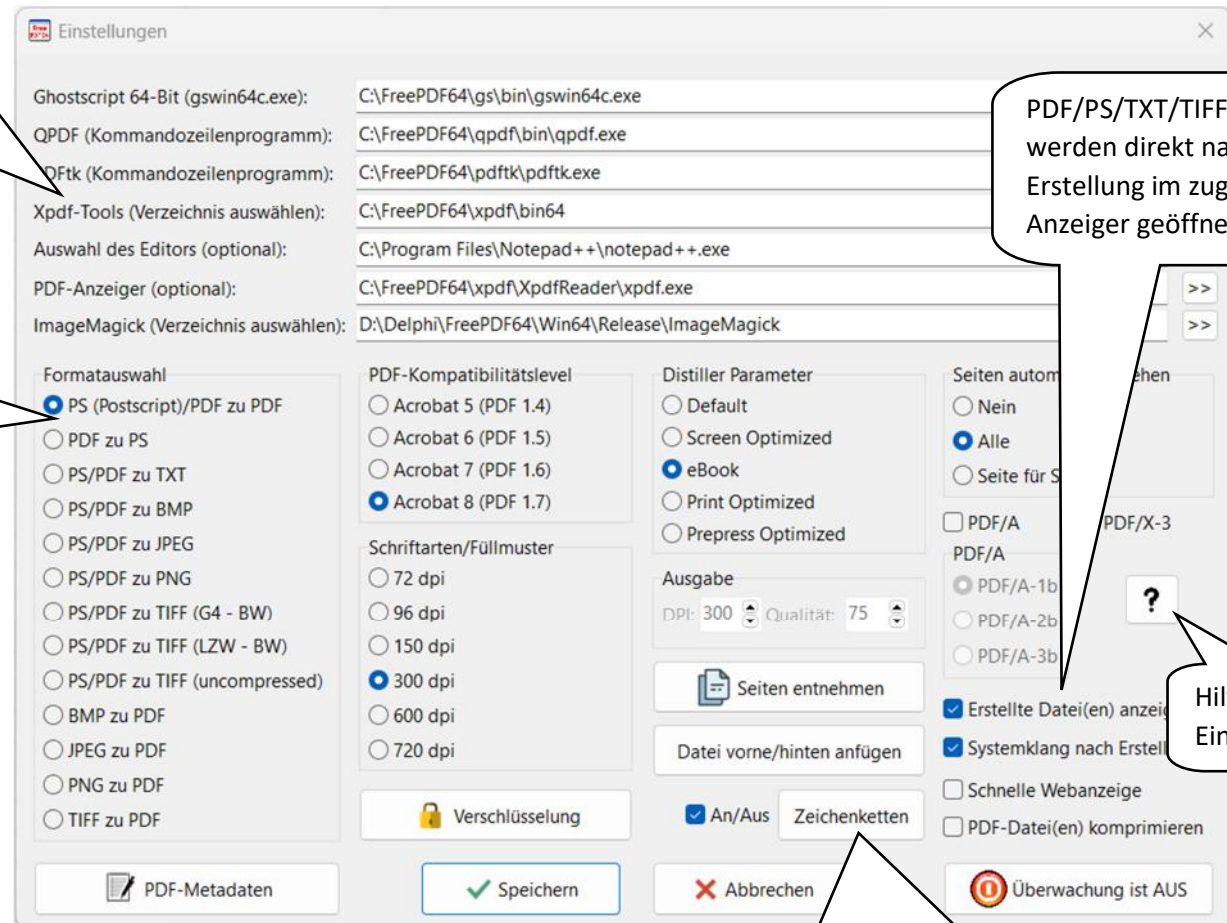 Einstellungen
Ghostscript 64-Bit (gswin64c.exe): C:\FreePDF64\gs\bin\gswin64c.exe
QPDF (Kommandozeilenprogramm): C:\FreePDF64\qpdf\bin\qpdf.exe
PDFtk (Kommandozeilenprogramm): C:\FreePDF64\pdftk\pdftk.exe
Xpdf-Tools (Verzeichnis auswählen): C:\FreePDF64\xpdf\bin64
Auswahl des Editors (optional): C:\Program Files\Notepad++\notepad++.exe
PDF-Anzeiger (optional): C:\FreePDF64\xpdf\XpdfReader\xpdf.exe >>
ImageMagick (Verzeichnis auswählen): D:\Delphi\FreePDF64\Win64\Release\ImageMagick >>
PDF/PS/TXT/TIFF
werden direkt
Erstellung im
Anzeiger
Formatauswahl
PS (Postscript)/PDF zu PDF
PDF zu PS
PS/PDF zu TXT
PS/PDF zu BMP
PS/PDF zu JPEG
PS/PDF zu PNG
PS/PDF zu TIFF (G4 - BW)
PS/PDF zu TIFF (LZW - BW)
PS/PDF zu TIFF (uncompressed)
BMP zu PDF
JPEG zu PDF
PNG zu PDF
TIFF zu PDF
PDF-Kompatibilitätslevel
Acrobat 5 (PDF 1.4)
Acrobat 6 (PDF 1.5)
Acrobat 7 (PDF 1.6)
Acrobat 8 (PDF 1.7)
Schriftarten/Füllmuster
72 dpi
96 dpi
150 dpi
300 dpi
600 dpi
720 dpi
Verschlüsselung
Distiller Parameter
Default
Screen Optimized
eBook
Print Optimized
Prepress Optimized
Ausgabe
DPI: 300 Qualität: 75
Seiten entnehmen
Datei vorne/hinten anfügen
An/Aus Zeichenketten
Seiten
Nein
Alle
Seite für
PDF/A PDF/X-3
PDF/A
PDF/A-1b
PDF/A-2b
PDF/A-3b
?
Erstellte Datei(en)
Systemklang nach
Schnelle Webanzeige
PDF-Datei(en) komprimieren
PDF-Metadaten
Speichern
Abbrechen
Überwachung ist AUS